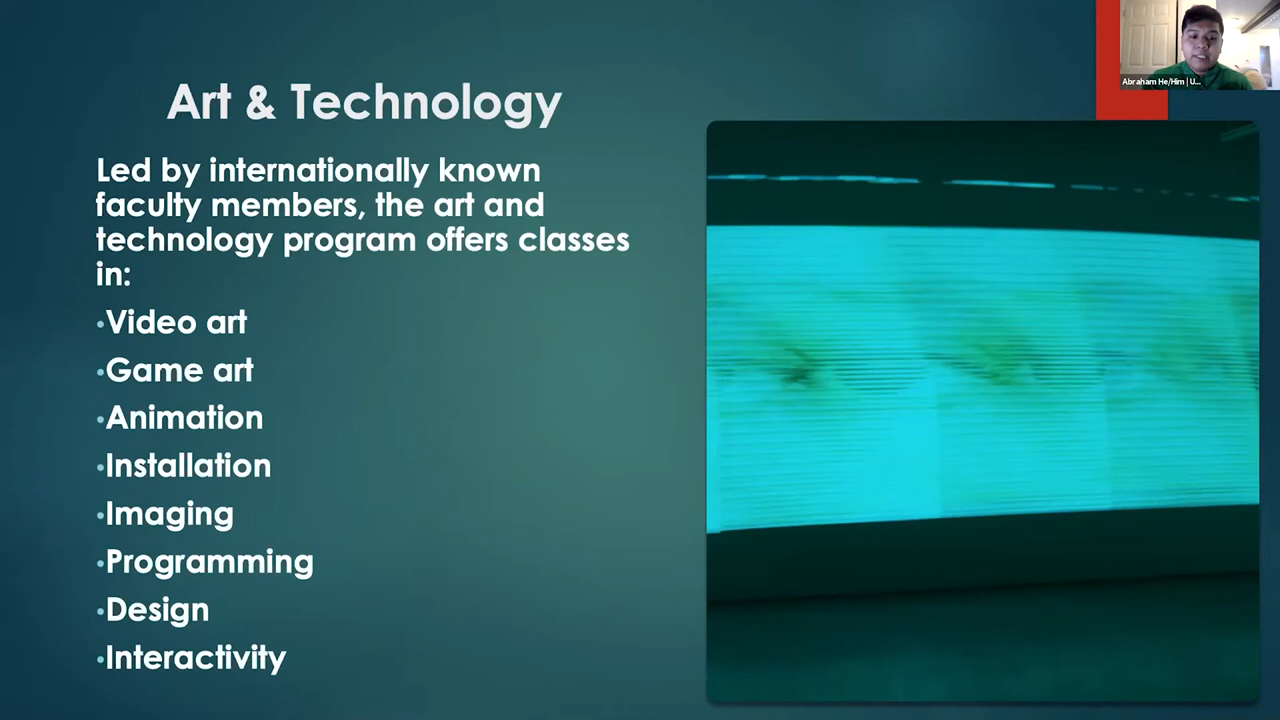 Art & Technology
Led by internationally known
faculty members, the art and
technology program offers classes
in:
•Video art
•Game art
•Animation
•Installation
•Imaging
•Programming
•Design
•Interactivity
Abraham He/Him | U...